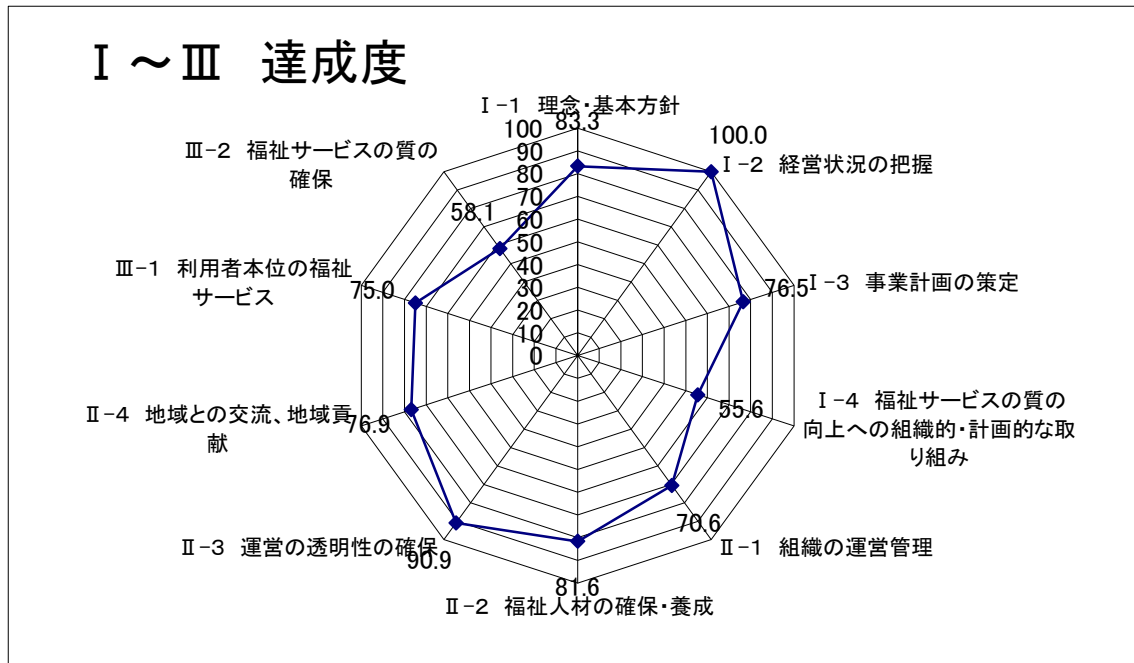 Ⅰ～Ⅲ 達成度
Ⅰ-1 理念・基本方針
83.3
100.0
Ⅰ-2 経営状況の把握
76.5
Ⅰ-3 事業計画の策定
55.6
Ⅰ-4 福祉サービスの質の
向上への組織的・計画的な取
り組み
70.6
Ⅱ-1 組織の運営管理
81.6
Ⅱ-2 福祉人材の確保・養成
Ⅱ-3 運営の透明性の確保
90.9
Ⅱ-4 地域との交流、地域貢
献
76.9
Ⅲ-1 利用者本位の福祉
サービス
75.0
Ⅲ-2 福祉サービスの質の
確保
58.1
100
90
80
70
60
50
40
30
20
10
0